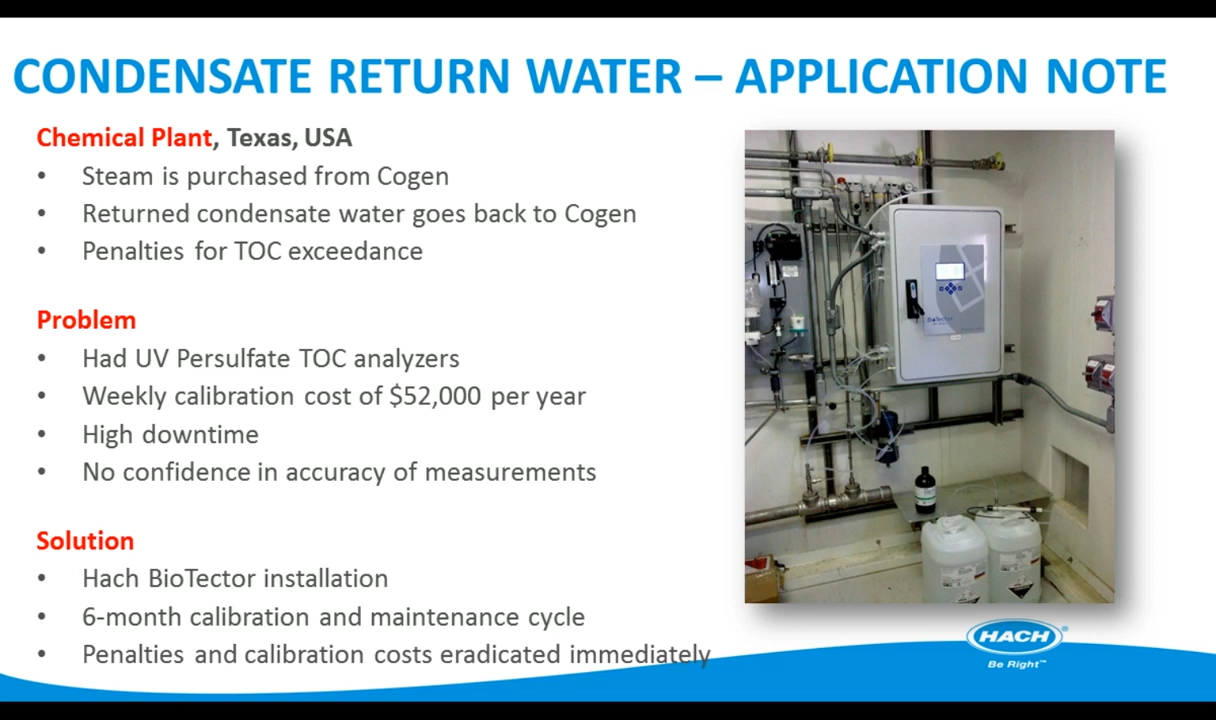 CONDENSATE RETURN WATER – APPLICATION NOTE
Chemical Plant, Texas, USA
• Steam is purchased from Cogen
• Returned condensate water goes back to Cogen
• Penalties for TOC exceedance
Problem
• Had UV Persulfate TOC analyzers
• Weekly calibration cost of $52,000 per year
• High downtime
• No confidence in accuracy of measurements
Solution
• Hach BioTector installation
• 6-month calibration and maintenance cycle
• Penalties and calibration costs eradicated immediately
BioTector
HACH®
Be Right™